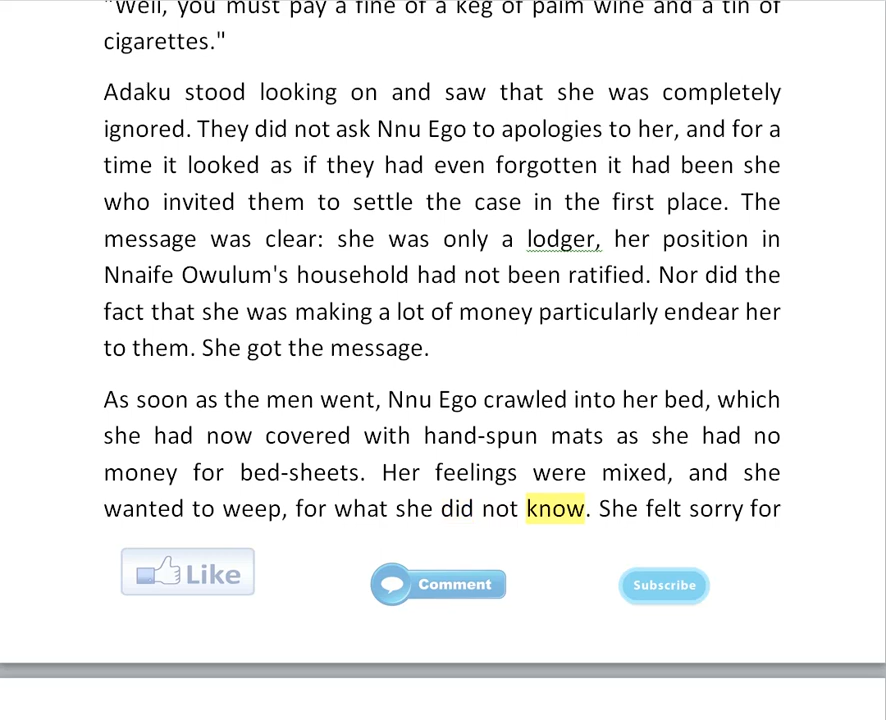 "Well, you must pay a fine of a keg of palm wine and a tin of
cigarettes."
Adaku stood looking on and saw that she was completely
ignored. They did not ask Nnu Ego to apologies to her, and for a
time it looked as if they had even forgotten it had been she
who invited them to settle the case in the first place. The
message was clear: she was only a lodger, her position in
Nnaife Owulum's household had not been ratified. Nor did the
fact that she was making a lot of money particularly endear her
to them. She got the message.
As soon as the men went, Nnu Ego crawled into her bed, which
she had now covered with hand-spun mats as she had no
money for bed-sheets. Her feelings were mixed, and she
wanted to weep, for what she did not know. She felt sorry for
Like
Comment
Subscribe